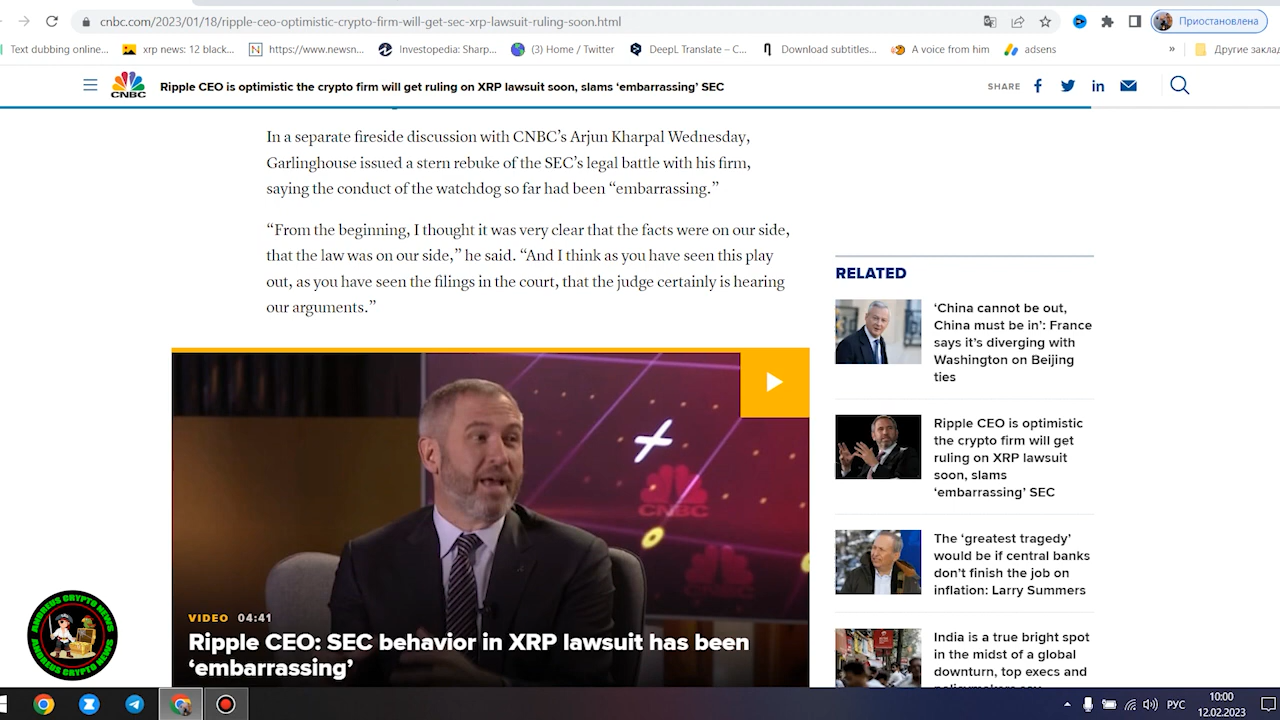 cnbc.com/2023/01/18/ripple-ceo-optimistic-crypto-firm-will-get-sec-xrp-lawsuit-ruling-soon.html
Приостановлена
Text dubbing online...
xrp news: 12 black...
https://www.newsn...
Investopedia: Sharp...
(3) Home / Twitter
DeepL Translate – C...
Download subtitles...
A voice from him
adsens
»
Другие закла
CNBC
Ripple CEO is optimistic the crypto firm will get ruling on XRP lawsuit soon, slams ‘embarrassing’ SEC
SHARE
In a separate fireside discussion with CNBC’s Arjun Kharpal Wednesday,
Garlinghouse issued a stern rebuke of the SEC’s legal battle with his firm,
saying the conduct of the watchdog so far had been “embarrassing.”
“From the beginning, I thought it was very clear that the facts were on our side,
that the law was on our side,” he said. “And I think as you have seen this play
out, as you have seen the filings in the court, that the judge certainly is hearing
our arguments.”
CNBC
VIDEO 04:41
Ripple CEO: SEC behavior in XRP lawsuit has been
‘embarrassing’
RELATED
‘China cannot be out,
China must be in’: France
says it’s diverging with
Washington on Beijing
ties
Ripple CEO is optimistic
the crypto firm will get
ruling on XRP lawsuit
soon, slams
‘embarrassing’ SEC
The ‘greatest tragedy’
would be if central banks
don’t finish the job on
inflation: Larry Summers
India is a true bright spot
in the midst of a global
downturn, top execs and
ANDREUS CRYPTO NEWS
ANDREUS CRYPTO NEWS
РУС
10:00
12.02.2023